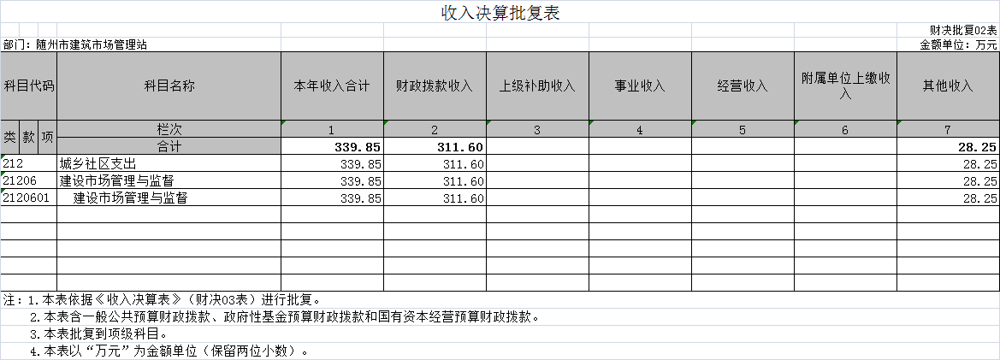 收入决算批复表
财决批复02表
部门：随州市建筑市场管理站 金额单位：万元
科目代码 科目名称 本年收入合计 财政拨款收入 上级补助收入 事业收入 经营收入 附属单位上缴收入 其他收入
类 款 项 栏次 1 2 3 4 5 6 7
合计 339.85 311.60 28.25
212 城乡社区支出 339.85 311.60 28.25
21206 建设市场管理与监督 339.85 311.60 28.25
2120601 建设市场管理与监督 339.85 311.60 28.25
注：1.本表依据《收入决算表》（财决03表）进行批复。
2.本表含一般公共预算财政拨款、政府性基金预算财政拨款和国有资本经营预算财政拨款。
3.本表批复到项级科目。
4.本表以“万元”为金额单位（保留两位小数）。